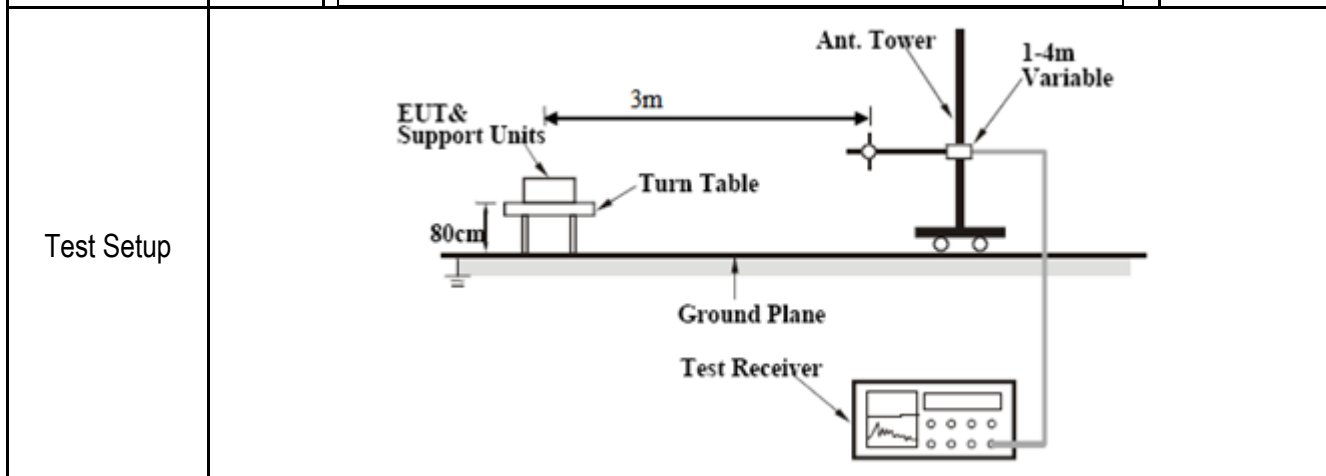 Test Setup
Ant. Tower
1-4m
Variable
3m
EUT&
Support Units
Turn Table
80cm
Ground Plane
Test Receiver